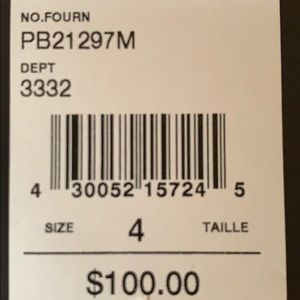 NO.FOURN
PB21297M
DEPT
3332
4 30052 15724 5
SIZE 4 TAILLE
$100.00